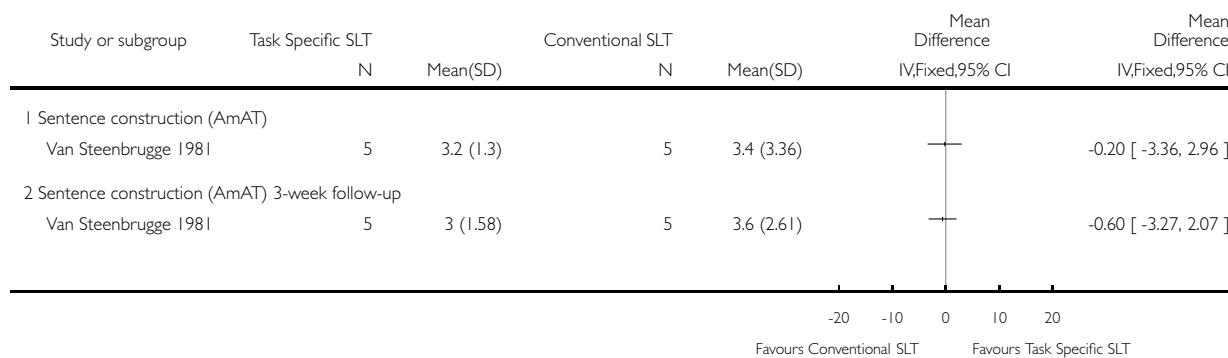 Mean Mean
Study or subgroup Task Specific SLT Conventional SLT Difference Difference
N Mean(SD) N Mean(SD) IV,Fixed,95% CI IV,Fixed,95% CI
1 Sentence construction (AmAT)
Van Steenbrugge 1981 5 3.2 (1.3) 5 3.4 (3.36) -0.20 [ -3.36, 2.96 ]
2 Sentence construction (AmAT) 3-week follow-up
Van Steenbrugge 1981 5 3 (1.58) 5 3.6 (2.61) -0.60 [ -3.27, 2.07 ]
-20 -10 0 10 20
Favours Conventional SLT Favours Task Specific SLT